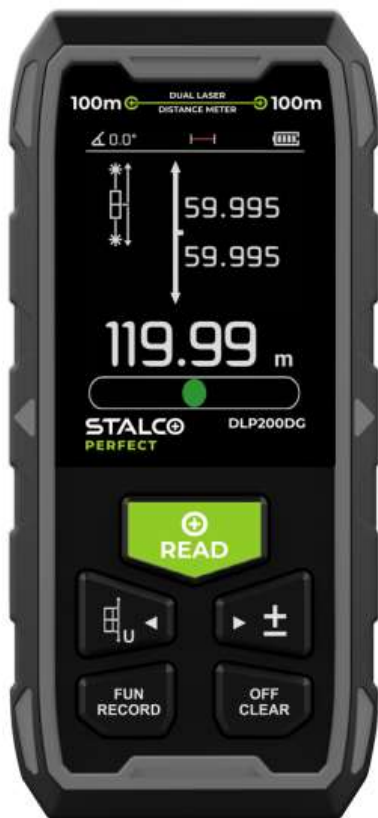 100m DUAL LASER 100m
DISTANCE METER
0.0°
59.995
59.995
119.99 m
STALCO DLP200DG
PERFECT
READ
U ±
FUN OFF
RECORD CLEAR